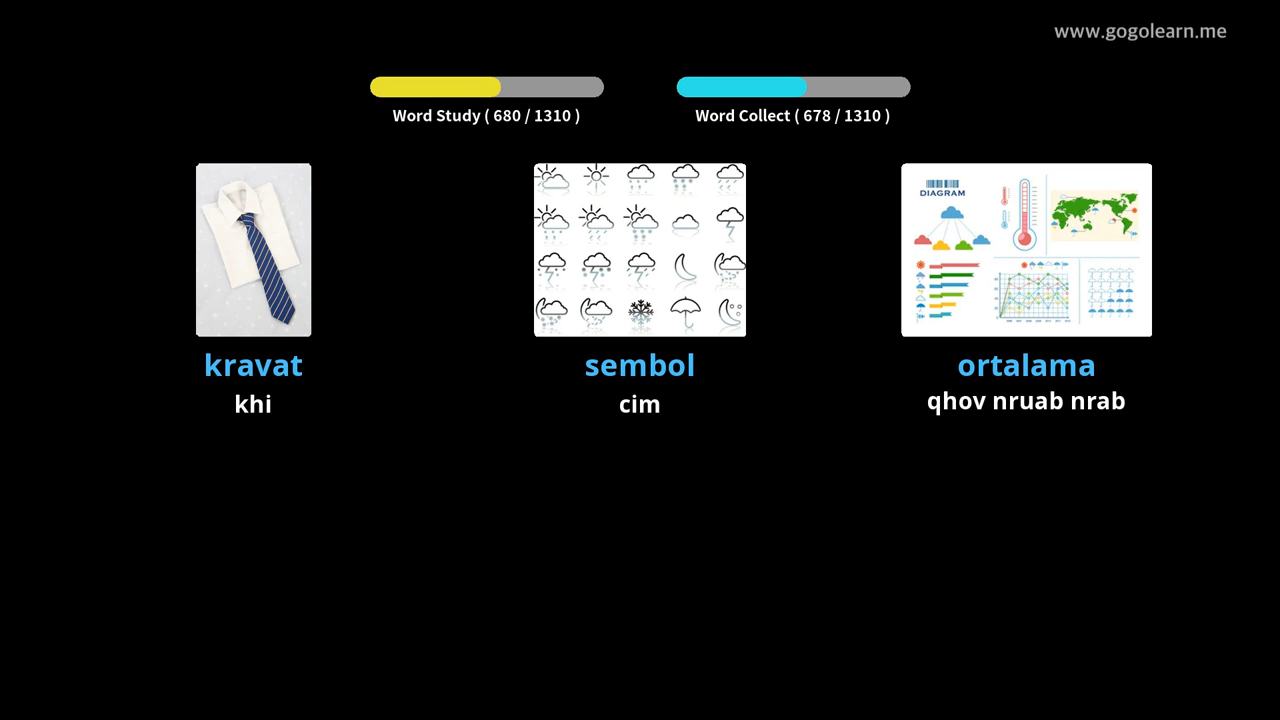 www.gogolearn.me
Word Study ( 680 / 1310 )
Word Collect ( 678 / 1310 )
DIAGRAM
kravat
sembol
ortalama
khi
cim
qhov nruab nrab